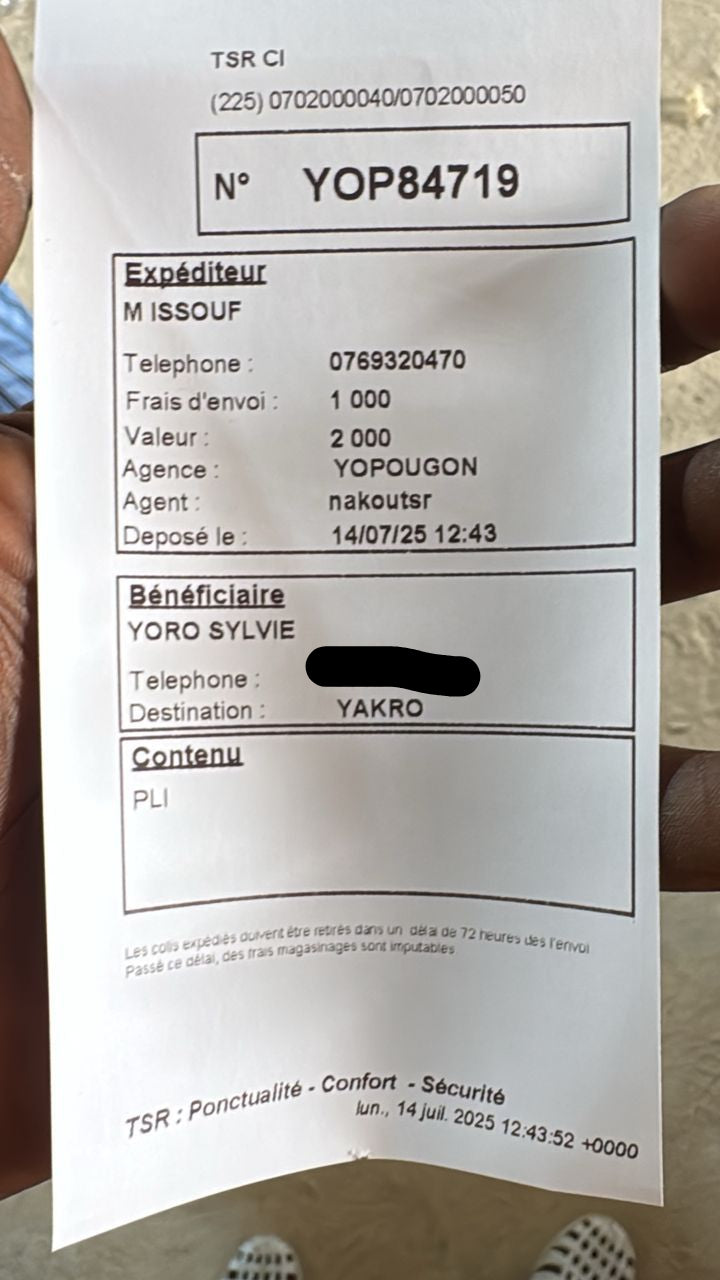 TSR CI
(225) 0702000040/0702000050
N° YOP84719
Expéditeur
M ISSOUF
Telephone : 0769320470
Frais d'envoi : 1 000
Valeur : 2 000
Agence : YOPOUGON
Agent : nakoutsr
Deposé le : 14/07/25 12:43
Bénéficiaire
YORO SYLVIE
Telephone :
Destination : YAKRO
Contenu
PLI
Les colis expédiés doivent être retirés dans un délai de 72 heures des l'envoi
Passé ce délai, des frais magasinages sont imputables
TSR : Ponctualité - Confort - Sécurité
lun., 14 juil. 2025 12:43:52 +0000